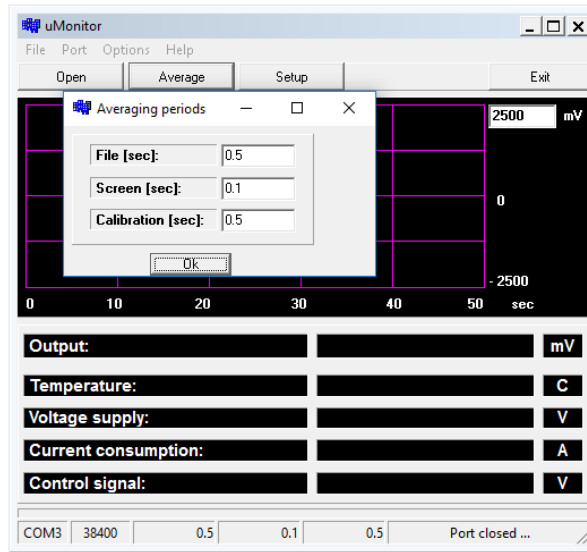 uMonitor
File Port Options Help
Open Average Setup Exit
Averaging periods
2500 mV
File [sec]: 0.5
Screen [sec]: 0.1
Calibration [sec]: 0.5
0
Ok
- 2500
0 10 20 30 40 50 sec
Output: mV
Temperature: C
Voltage supply: V
Current consumption: A
Control signal: V
COM3 38400 0.5 0.1 0.5 Port closed ...